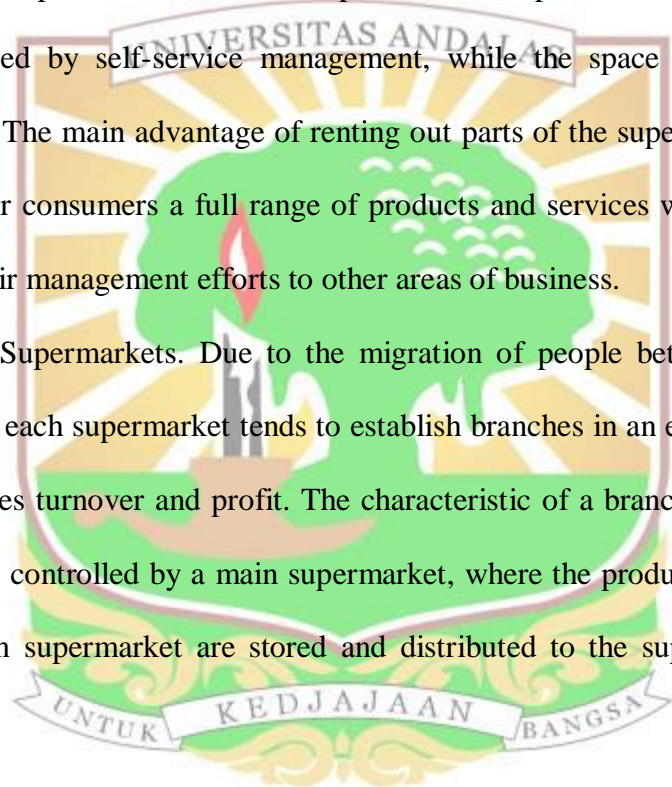 UNIVERSITAS ANDALAS
ed by self-service management, while the space
The main advantage of renting out parts of the supe
r consumers a full range of products and services w
ir management efforts to other areas of business.
Supermarkets. Due to the migration of people bet
each supermarket tends to establish branches in an e
es turnover and profit. The characteristic of a branc
controlled by a main supermarket, where the produ
n supermarket are stored and distributed to the sup
UNTUK KEDJAJAAN BANGSA